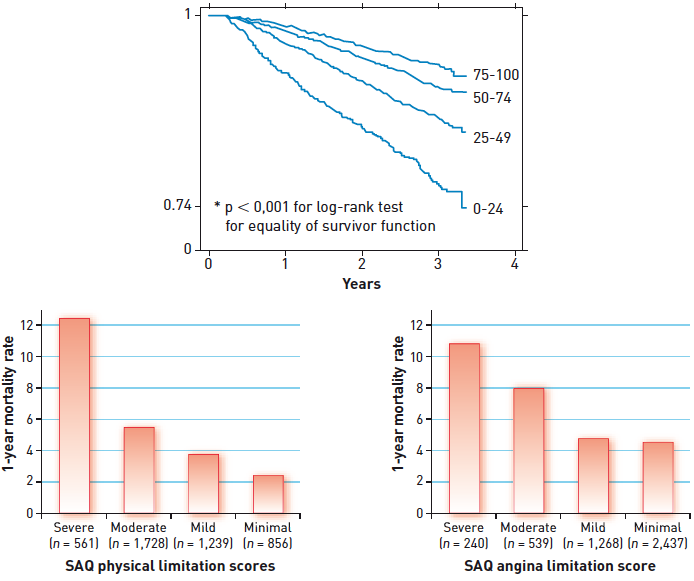 1
75-100
50-74
25-49
0.74
* p < 0,001 for log-rank test
0-24
for equality of survivor function
0
0 1 2 3 4
Years
1-year mortality rate
12
10
8
6
4
2
0
Severe Moderate Mild Minimal
(n = 561) (n = 1,728) (n = 1,239) (n = 856)
SAQ physical limitation scores
1-year mortality rate
12
10
8
6
4
2
0
Severe Moderate Mild Minimal
(n = 240) (n = 539) (n = 1,268) (n = 2,437)
SAQ angina limitation score